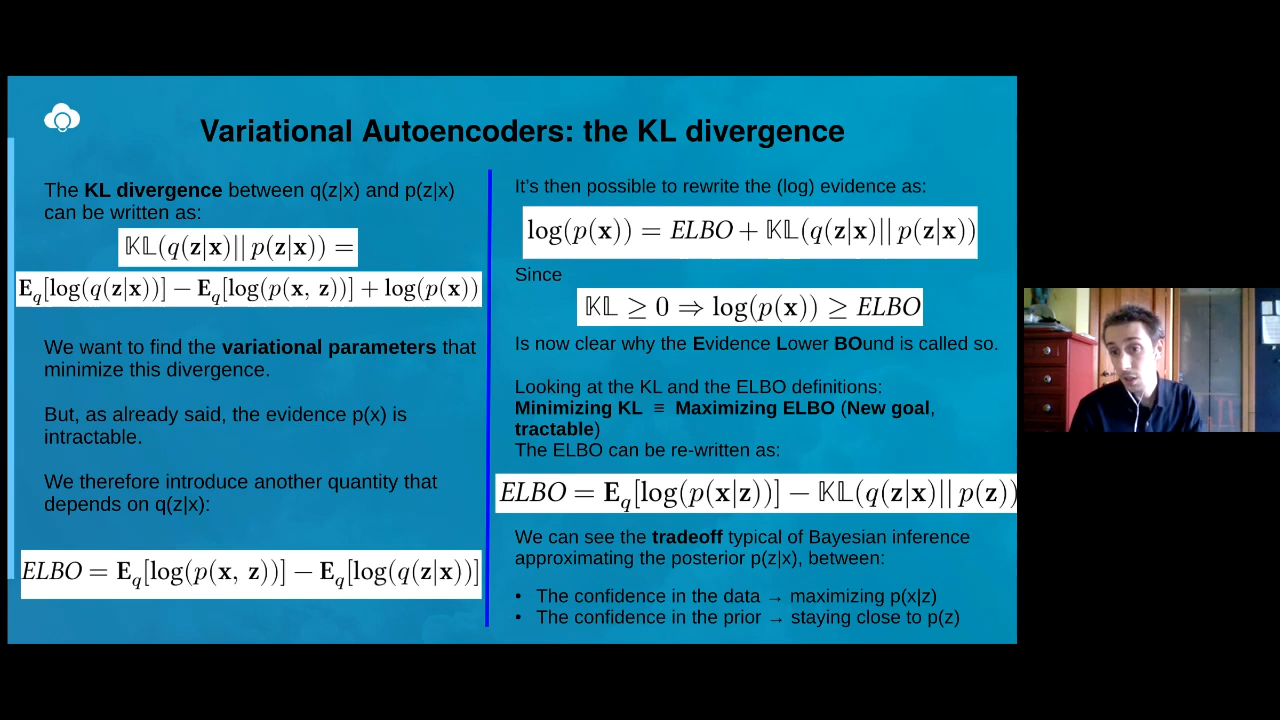 Variational Autoencoders: the KL divergence
The KL divergence between q(z|x) and p(z|x)
can be written as:
𝕂𝕃(q(z|x)|| p(z|x)) =
E_q[log(q(z|x))] − E_q[log(p(x, z))] + log(p(x))
We want to find the variational parameters that
minimize this divergence.
But, as already said, the evidence p(x) is
intractable.
We therefore introduce another quantity that
depends on q(z|x):
ELBO = E_q[log(p(x, z))] − E_q[log(q(z|x))]
It's then possible to rewrite the (log) evidence as:
log(p(x)) = ELBO + 𝕂𝕃(q(z|x)|| p(z|x))
Since
𝕂𝕃 ≥ 0 ⇒ log(p(x)) ≥ ELBO
Is now clear why the Evidence Lower BOund is called so.
Looking at the KL and the ELBO definitions:
Minimizing KL ≡ Maximizing ELBO (New goal,
tractable)
The ELBO can be re-written as:
ELBO = E_q[log(p(x|z))] − 𝕂𝕃(q(z|x)|| p(z))
We can see the tradeoff typical of Bayesian inference
approximating the posterior p(z|x), between:
• The confidence in the data → maximizing p(x|z)
• The confidence in the prior → staying close to p(z)